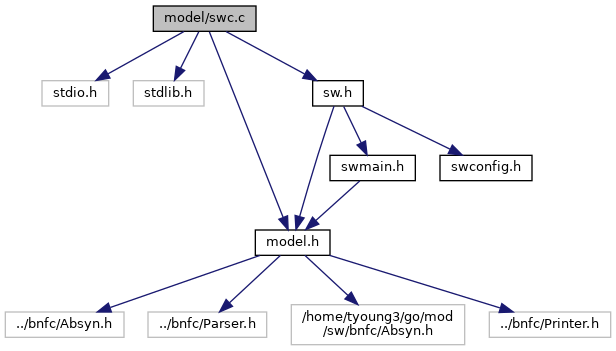 model/swc.c
stdio.h
stdlib.h
sw.h
swmain.h
swconfig.h
model.h
../bnfc/Absyn.h
../bnfc/Parser.h
/home/tyoung3/go/mod
/sw/bnfc/Absyn.h
../bnfc/Printer.h